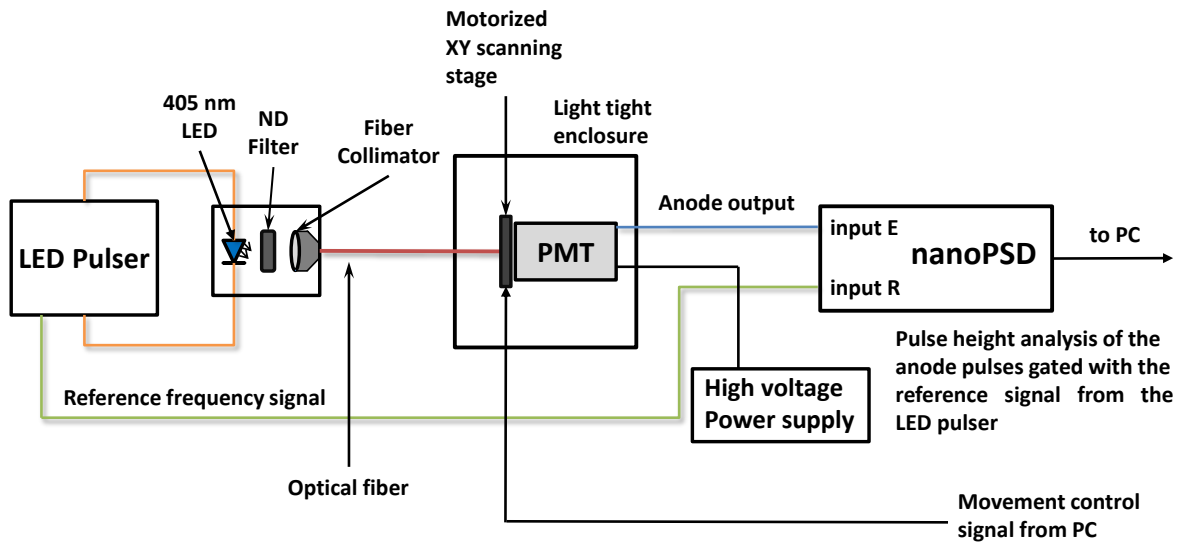 Motorized
XY scanning
stage
405 nm
LED
ND
Filter
Fiber
Collimator
Light tight
enclosure
LED Pulser
PMT
Anode output
input E
nanoPSD
input R
to PC
Reference frequency signal
High voltage
Power supply
Pulse height analysis of the
anode pulses gated with the
reference signal from the
LED pulser
Optical fiber
Movement control
signal from PC